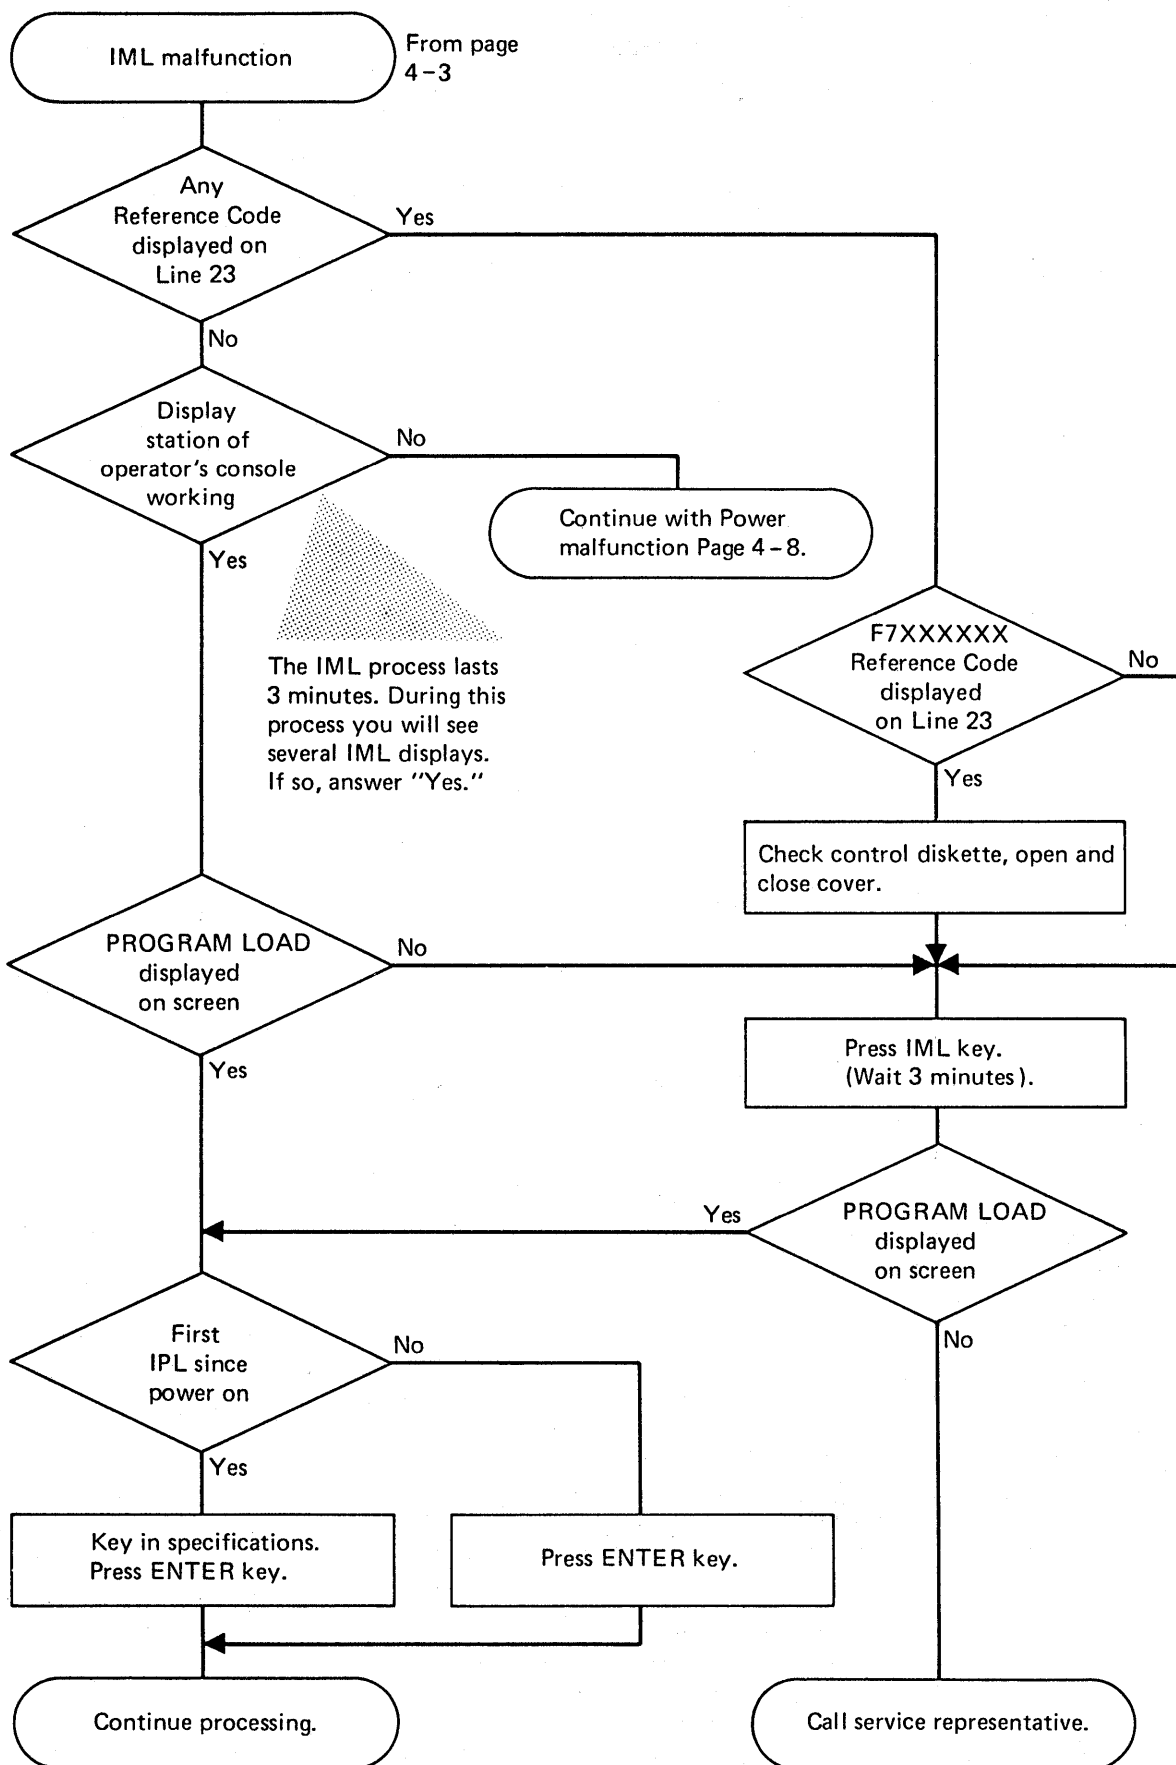 IML malfunction
From page
4-3
Any
Reference Code
displayed on
Line 23
Yes
No
Display
station of
operator's console
working
No
Continue with Power
malfunction Page 4-8.
Yes
The IML process lasts
3 minutes. During this
process you will see
several IML displays.
If so, answer "Yes."
F7XXXXXX
Reference Code
displayed
on Line 23
No
Yes
Check control diskette, open and
close cover.
PROGRAM LOAD
displayed
on screen
No
Yes
Press IML key.
(Wait 3 minutes).
PROGRAM LOAD
displayed
on screen
Yes
No
First
IPL since
power on
No
Yes
Key in specifications.
Press ENTER key.
Press ENTER key.
Continue processing.
Call service representative.